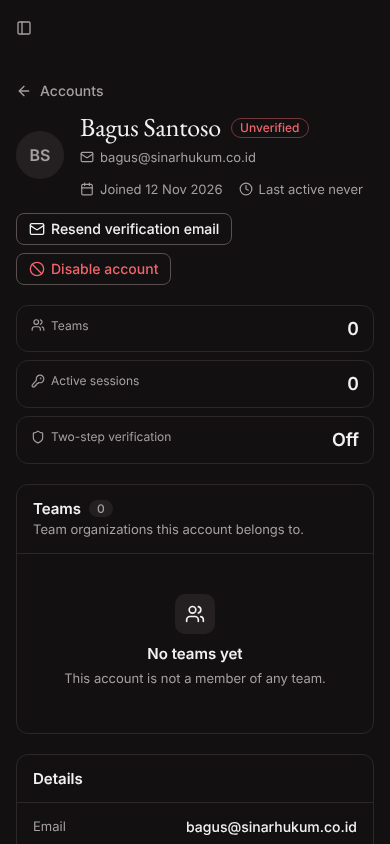 Accounts
BS
Bagus Santoso
Unverified
bagus@sinarhukum.co.id
Joined 12 Nov 2026
Last active never
Resend verification email
Disable account
Teams
0
Active sessions
0
Two-step verification
Off
Teams 0
Team organizations this account belongs to.
No teams yet
This account is not a member of any team.
Details
Email
bagus@sinarhukum.co.id